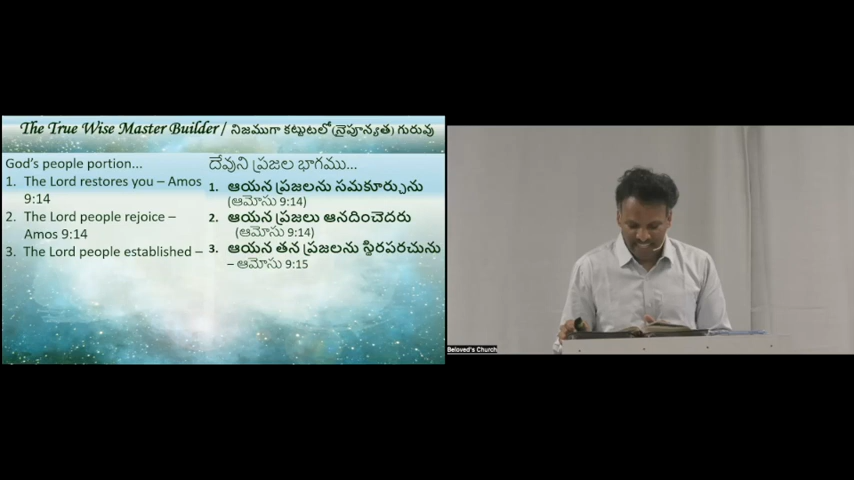 The True Wise Master Builder / నిజముగా కట్టుటలో(నైపూన్యత) గురువు
God's people portion...
1. The Lord restores you – Amos
9:14
2. The Lord people rejoice –
Amos 9:14
3. The Lord people established –
దేవుని ప్రజల భాగము...
1. ఆయన ప్రజలను సమకూర్చును
(ఆమోసు 9:14)
2. ఆయన ప్రజలు ఆనదించెదరు
(ఆమోసు 9:14)
3. ఆయన తన ప్రజలను స్థిరపరచును
– ఆమోసు 9:15
Beloved's Church